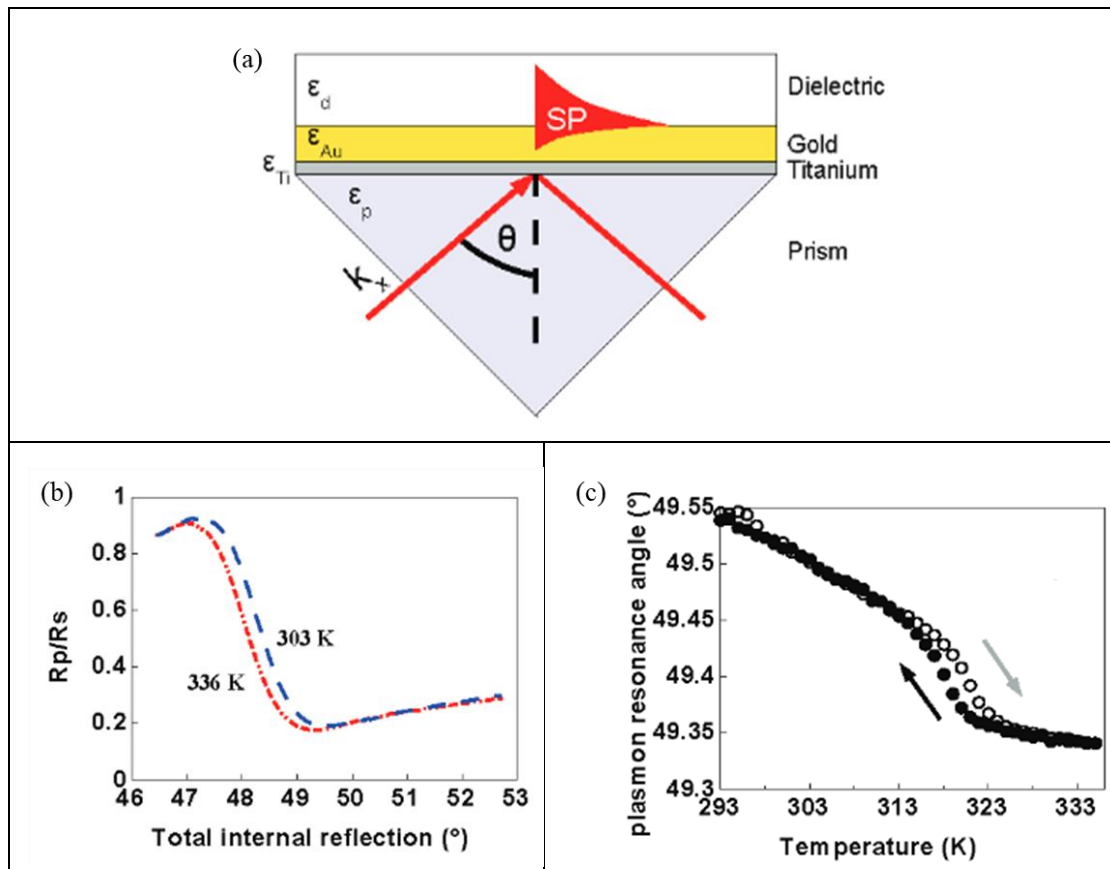 (a)
ε_d
SP
Dielectric
ε_Au
Gold
ε_Ti
Titanium
ε_p
θ
Prism
K_x
(b)
Rp/Rs
1
0.8
0.6
0.4
0.2
0
303 K
336 K
46 47 48 49 50 51 52 53
Total internal reflection (°)
(c)
plasmon resonance angle (°)
49.55
49.5
49.45
49.4
49.35
49.3
293 303 313 323 333
Temperature (K)